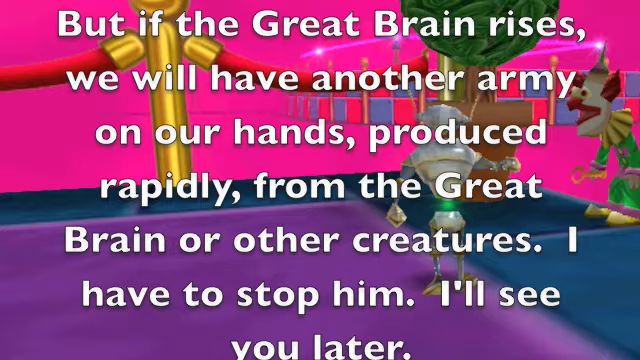 But if the Great Brain rises,
we will have another army
on our hands, produced
rapidly, from the Great
Brain or other creatures.  I
have to stop him.  I'll see
you later.